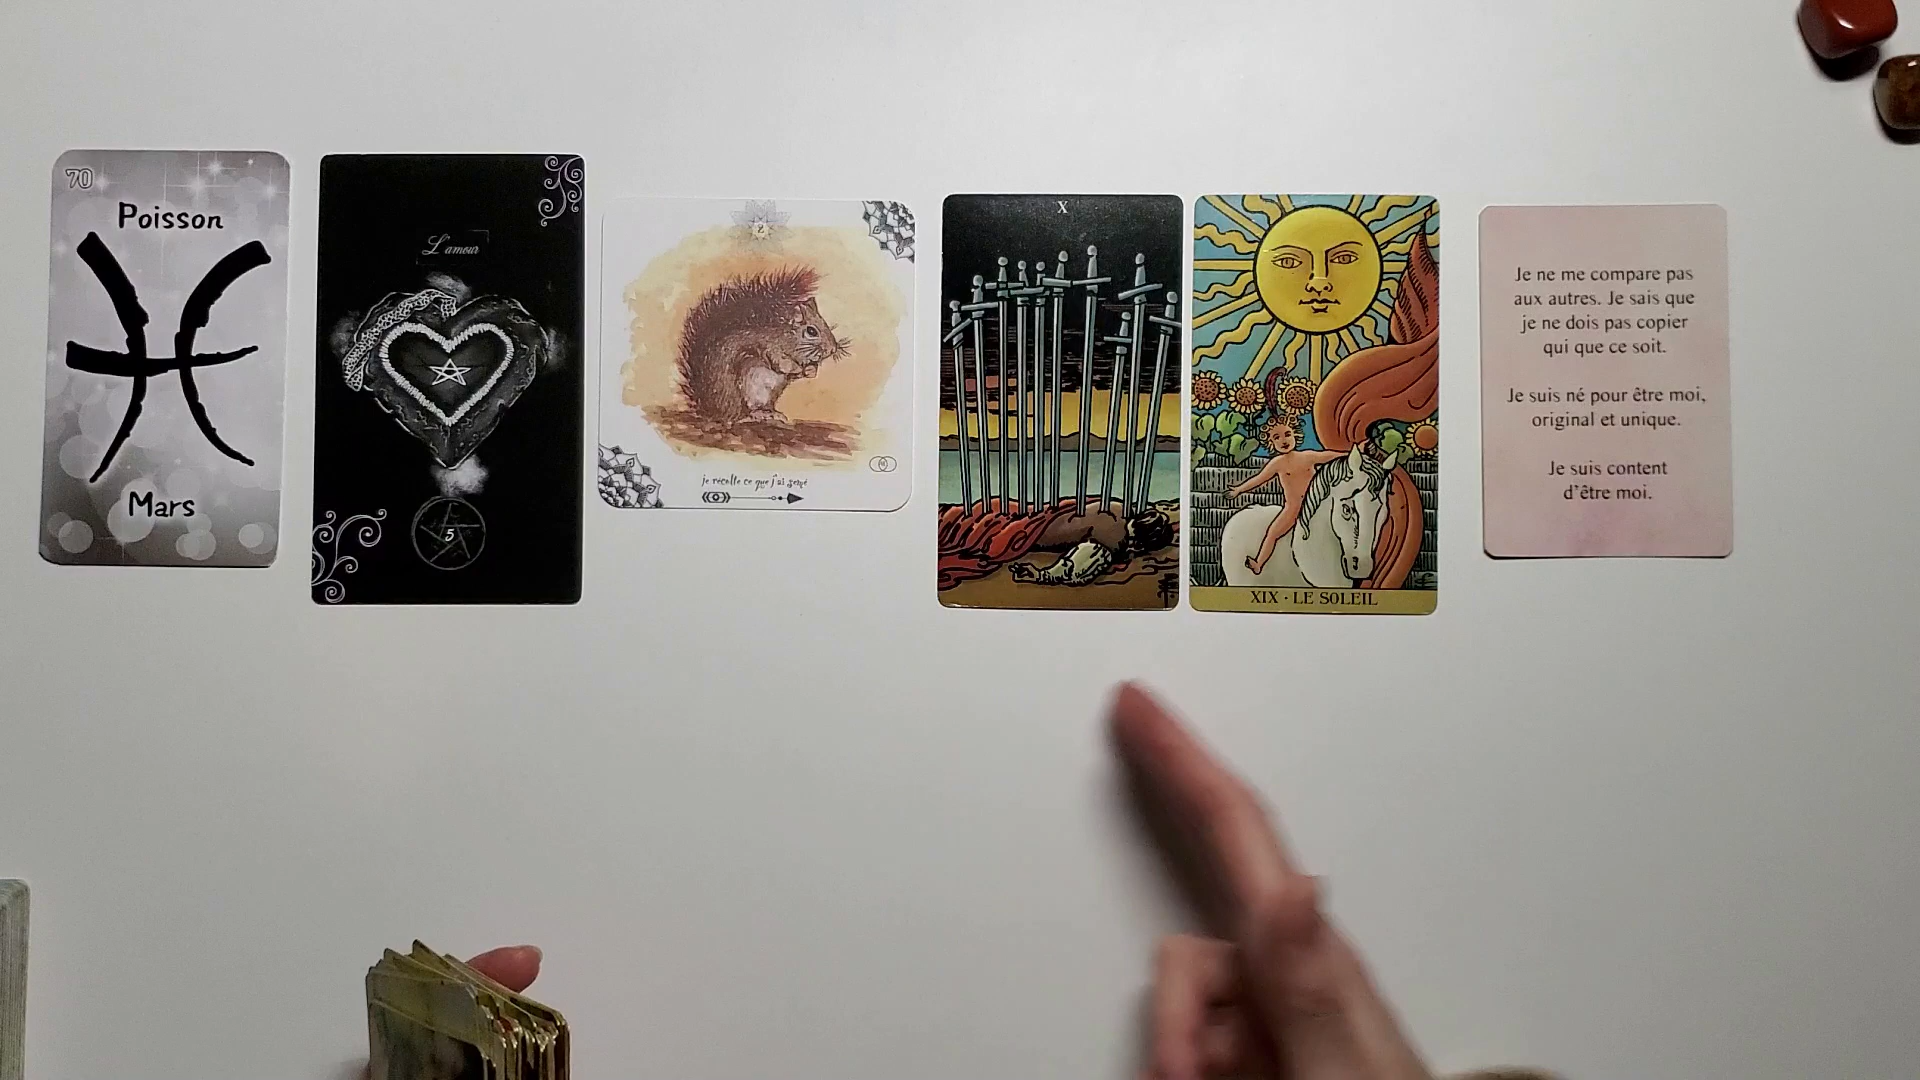 70
Poisson
Mars
L'amour
5
2
je récolte ce que j'ai semé
X
XIX · LE SOLEIL
Je ne me compare pas
aux autres. Je sais que
je ne dois pas copier
qui que ce soit.
Je suis né pour être moi,
original et unique.
Je suis content
d'être moi.